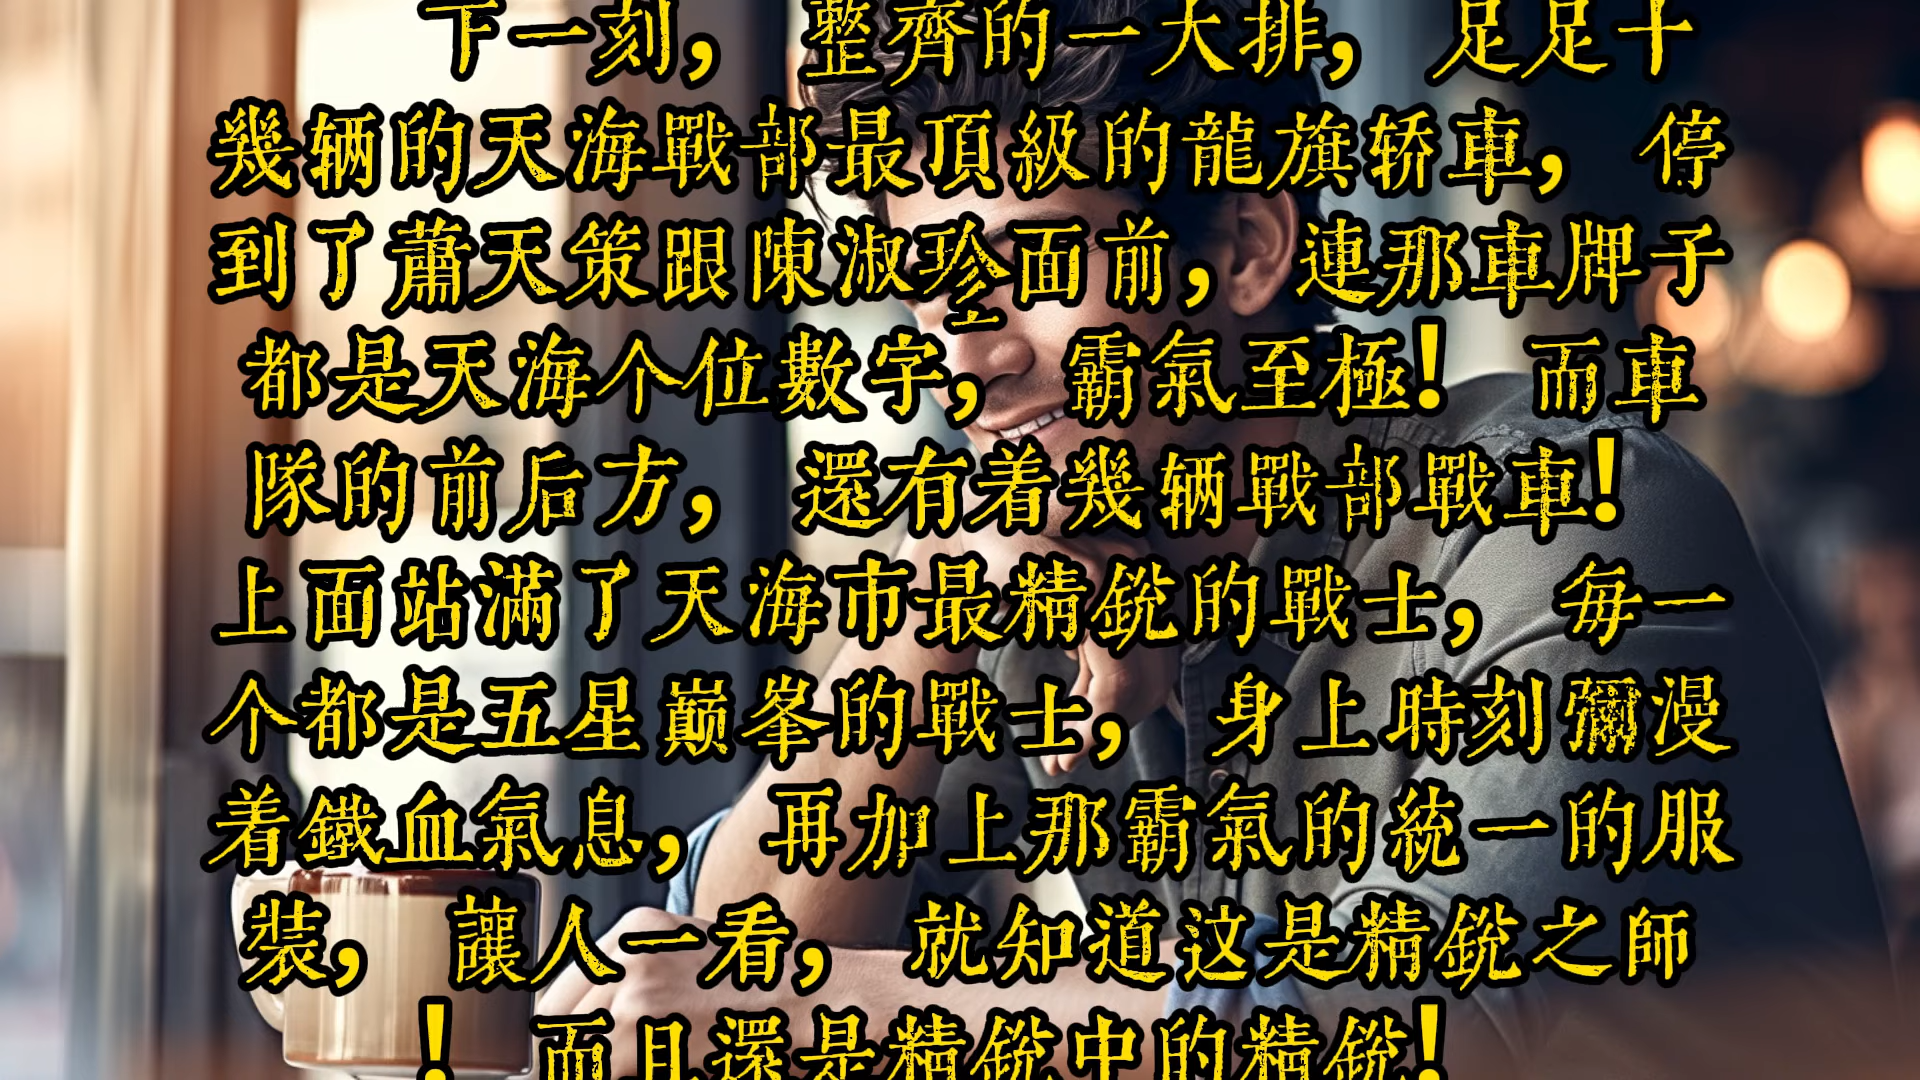 下一刻， 整齊的一大排， 足足十
幾辆的天海戰部最頂級的龍旗轿車， 停
到了蕭天策跟陳淑珍面前， 連那車牌子
都是天海个位數字， 霸氣至極！ 而車
隊的前后方， 還有着幾辆戰部戰車！
上面站滿了天海市最精銳的戰士， 每一
个都是五星巅峯的戰士， 身上時刻彌漫
着鐵血氣息， 再加上那霸氣的統一的服
裝， 讓人一看， 就知道这是精銳之師
！ 而且還是精銳中的精銳！